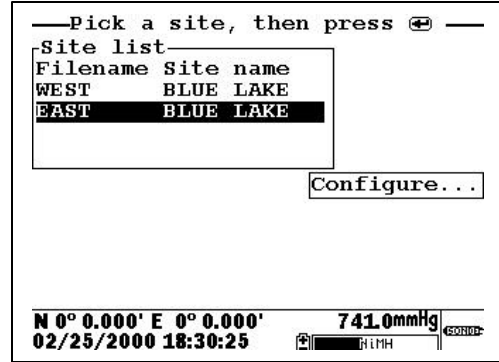 Pick a site, then press
Site list
Filename Site name
WEST BLUE LAKE
EAST BLUE LAKE
Configure...
N 0° 0.000' E 0° 0.000' 741.0mmHg
02/25/2000 18:30:25 NiMH